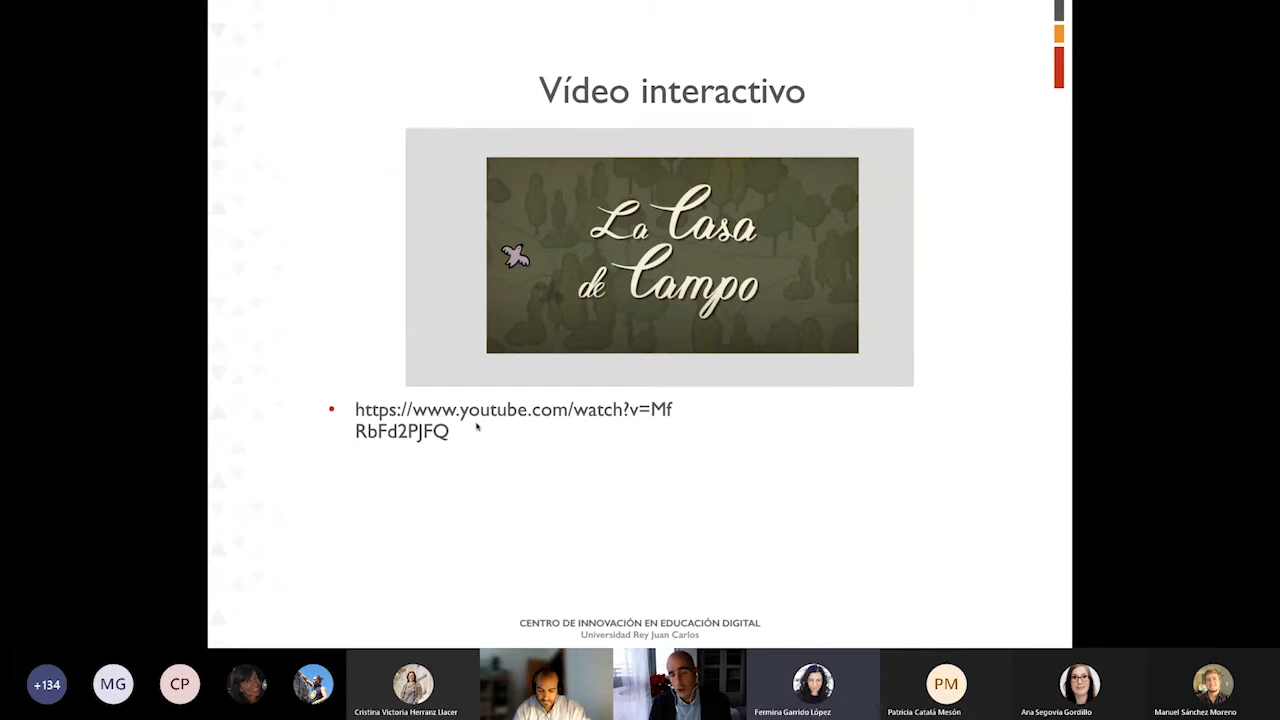 Vídeo interactivo
La Casa
de Campo
https://www.youtube.com/watch?v=Mf
RbFd2PJFQ
CENTRO DE INNOVACIÓN EN EDUCACIÓN DIGITAL
Universidad Rey Juan Carlos
+134
MG
CP
PM
Cristina Victoria Herranz Llacer
Fermina Garrido López
Patricia Catalá Mesón
Ana Segovia Gordillo
Manuel Sánchez Moreno